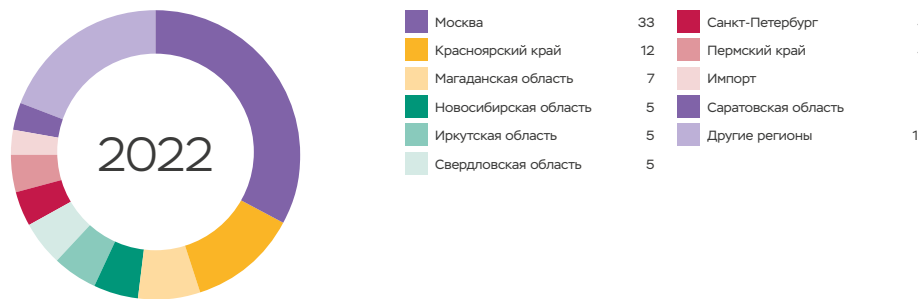 2022
Москва 33
Красноярский край 12
Магаданская область 7
Новосибирская область 5
Иркутская область 5
Свердловская область 5
Санкт-Петербург
Пермский край
Импорт
Саратовская область
Другие регионы